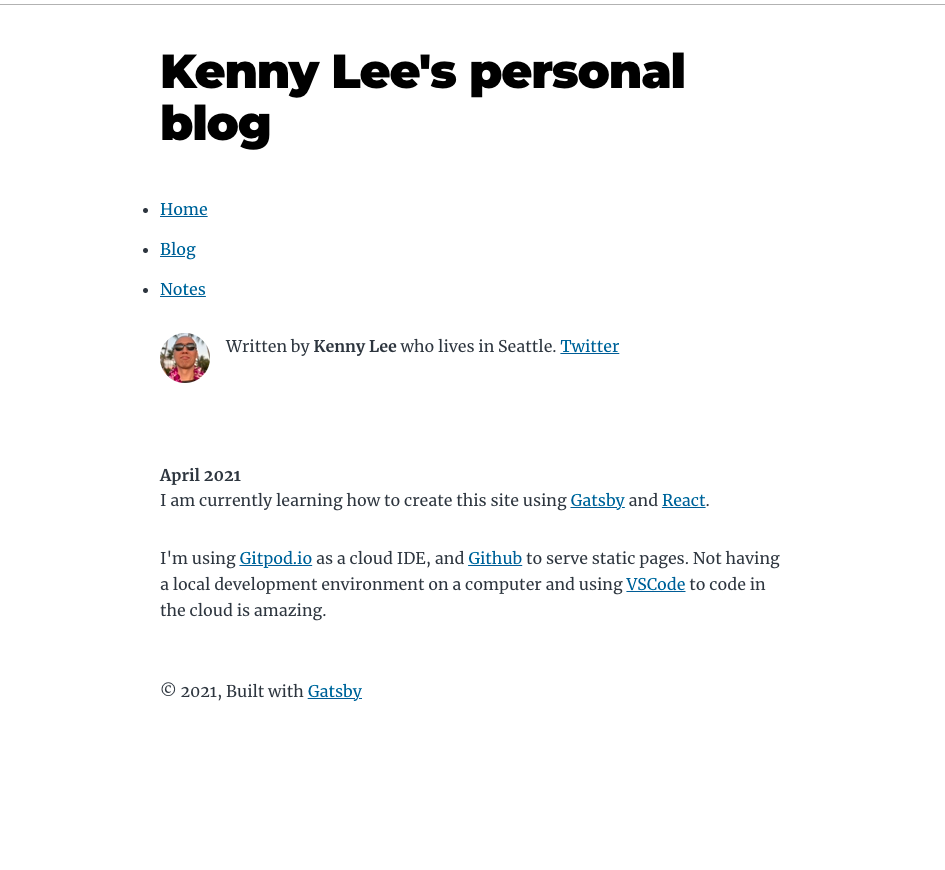 Kenny Lee's personal
blog
Home
Blog
Notes
Written by Kenny Lee who lives in Seattle. Twitter
April 2021
I am currently learning how to create this site using Gatsby and React.
I'm using Gitpod.io as a cloud IDE, and Github to serve static pages. Not having
a local development environment on a computer and using VSCode to code in
the cloud is amazing.
© 2021, Built with Gatsby